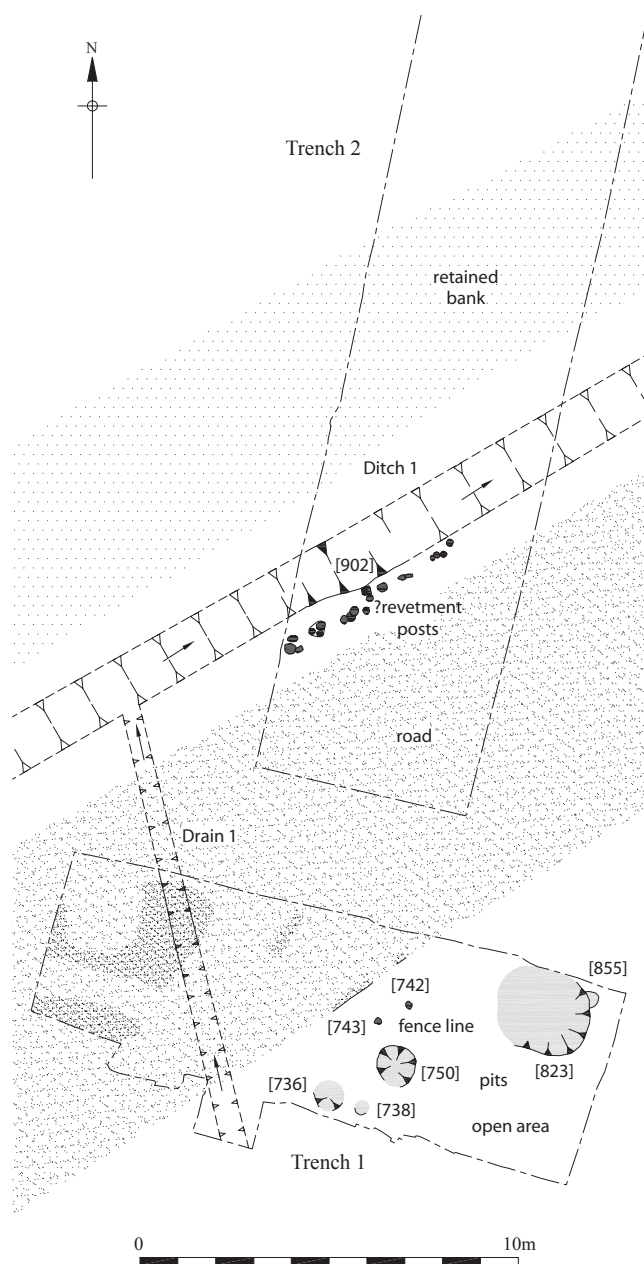 N
Trench 2
retained
bank
Ditch 1
[902]
?revetment
posts
road
Drain 1
[855]
[742]
[743]
fence line
[750]
pits
[823]
[736]
[738]
open area
Trench 1
0
10m